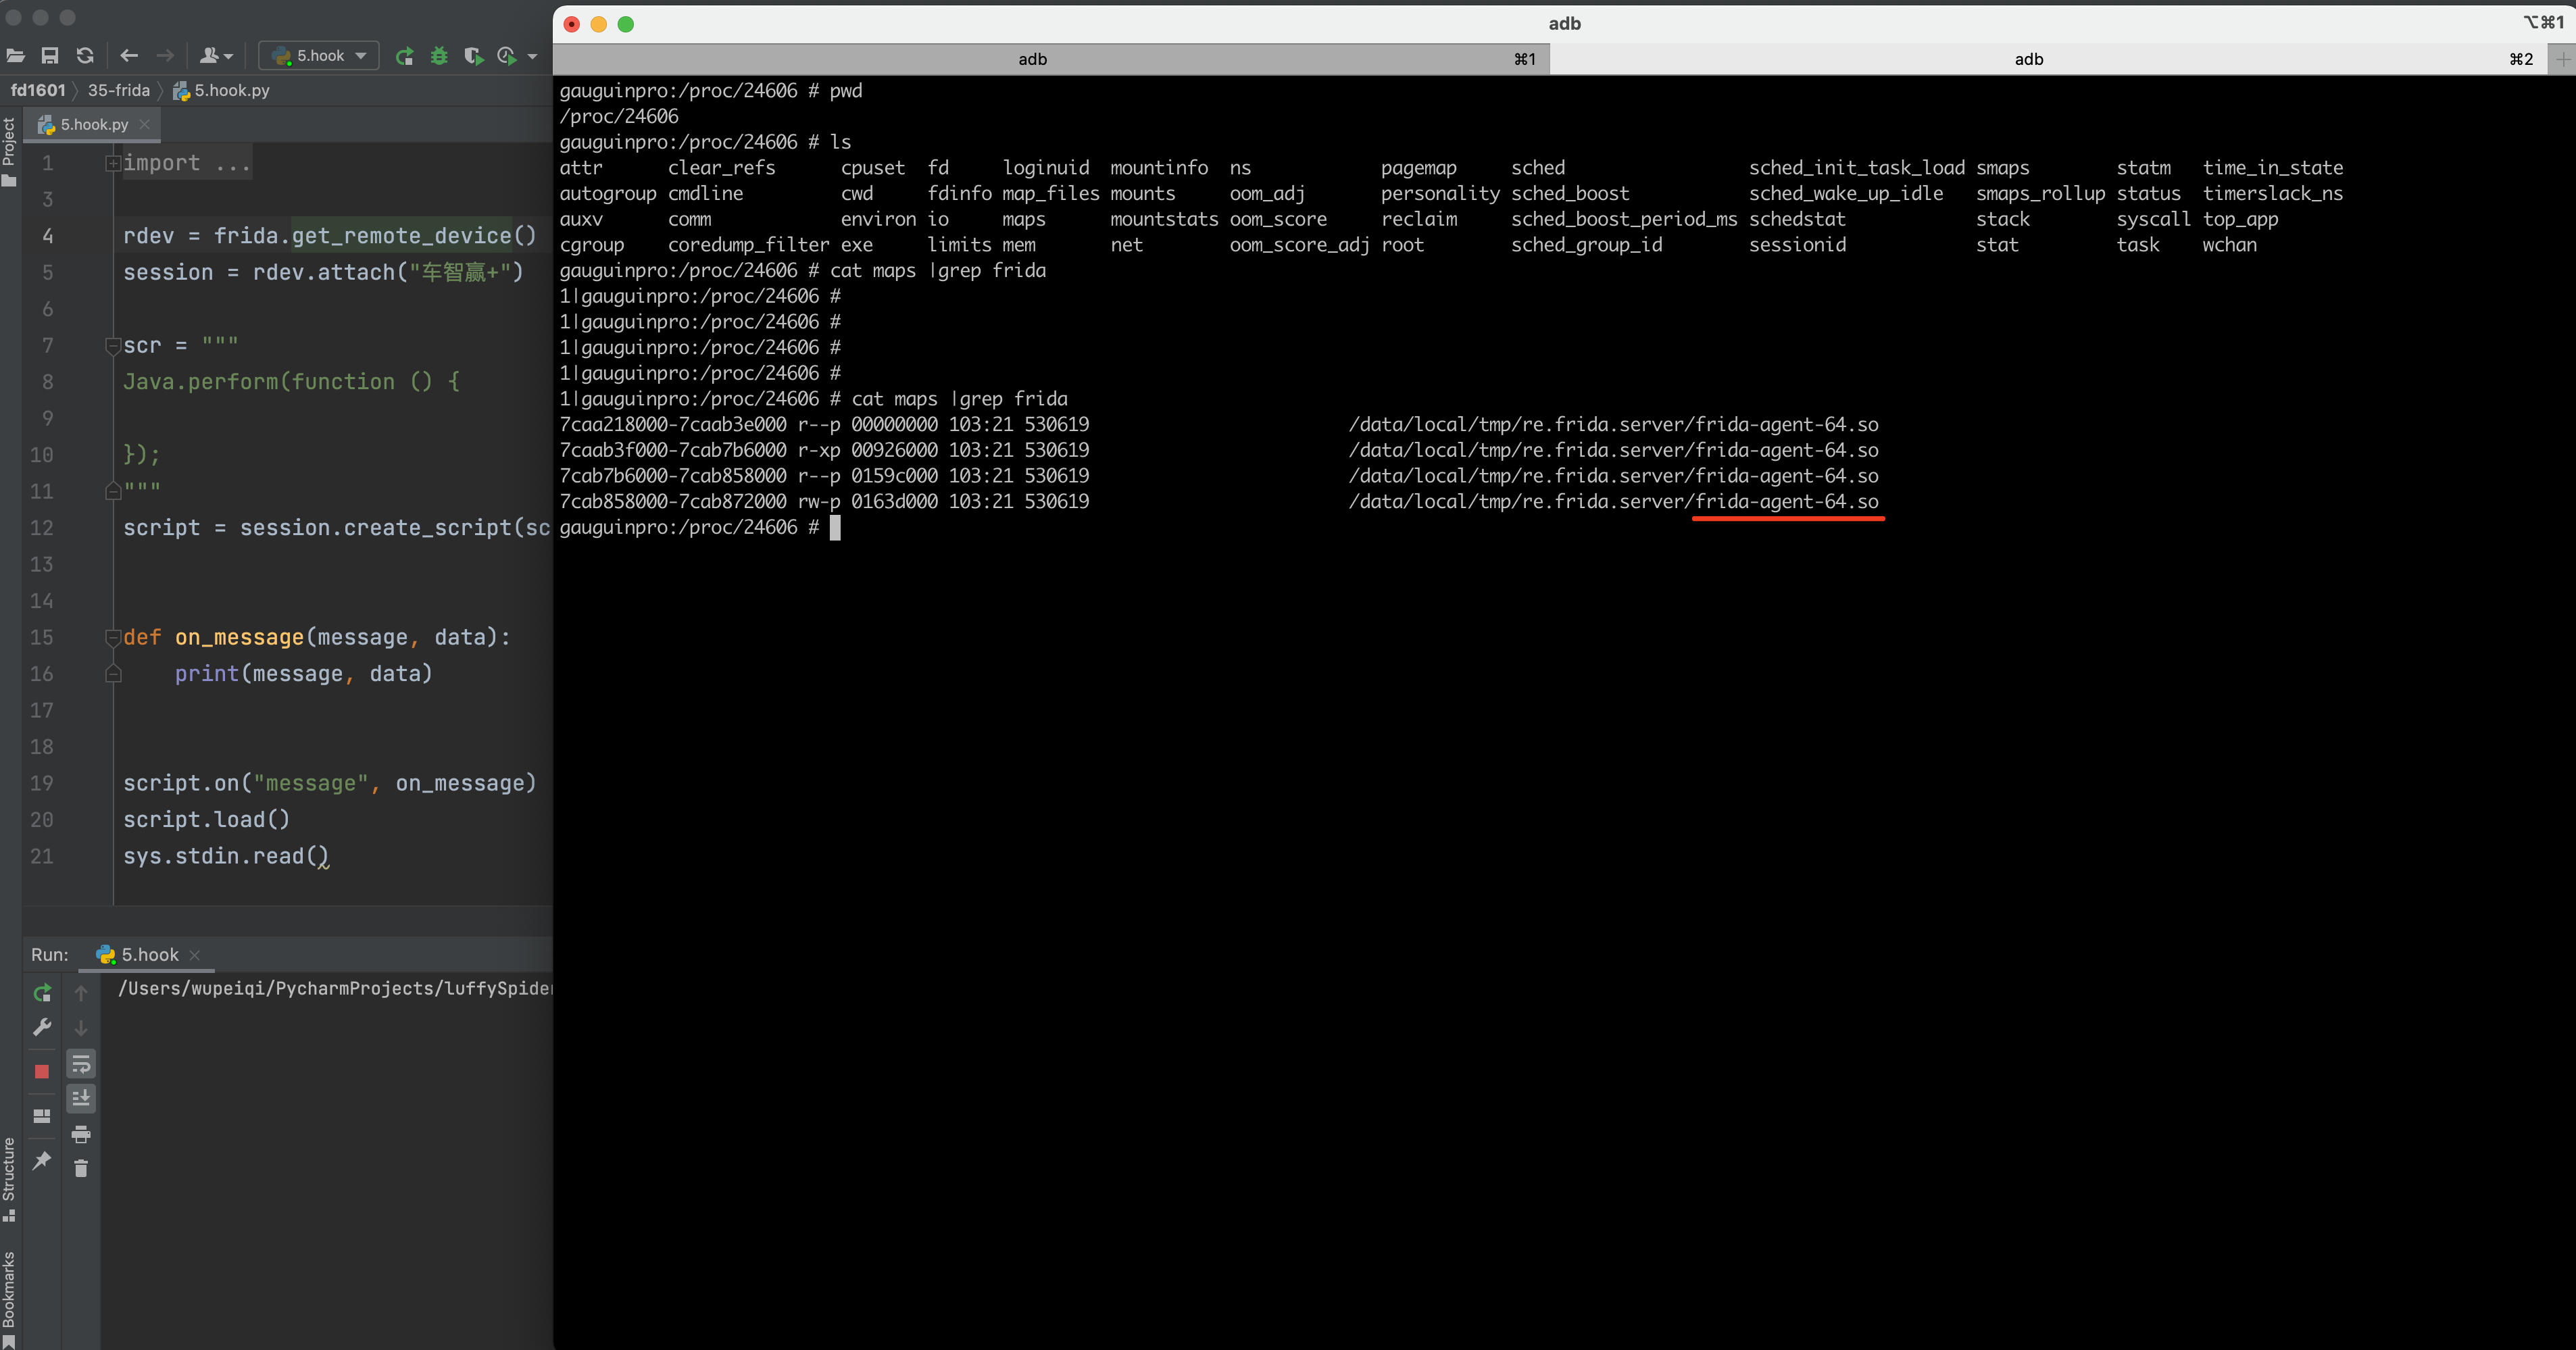 5.hook
fd1601 〉 35-frida 〉 5.hook.py
5.hook.py
Project
1 import ...
3
4 rdev = frida.get_remote_device()
5 session = rdev.attach("车智赢+")
6
7 scr = """
8 Java.perform(function () {
9
10 });
11 """
12 script = session.create_script(sc
13
14
15 def on_message(message, data):
16 print(message, data)
17
18
19 script.on("message", on_message)
20 script.load()
21 sys.stdin.read()
Run: 5.hook
/Users/wupeiqi/PycharmProjects/luffySpider
Structure
Bookmarks
adb ⌥⌘1
adb ⌘1 adb ⌘2
gauguinpro:/proc/24606 # pwd
/proc/24606
gauguinpro:/proc/24606 # ls
attr clear_refs cpuset fd loginuid mountinfo ns pagemap sched sched_init_task_load smaps statm time_in_state
autogroup cmdline cwd fdinfo map_files mounts oom_adj personality sched_boost sched_wake_up_idle smaps_rollup status timerslack_ns
auxv comm environ io maps mountstats oom_score reclaim sched_boost_period_ms schedstat stack syscall top_app
cgroup coredump_filter exe limits mem net oom_score_adj root sched_group_id sessionid stat task wchan
gauguinpro:/proc/24606 # cat maps |grep frida
1|gauguinpro:/proc/24606 #
1|gauguinpro:/proc/24606 #
1|gauguinpro:/proc/24606 #
1|gauguinpro:/proc/24606 #
1|gauguinpro:/proc/24606 # cat maps |grep frida
7caa218000-7caab3e000 r--p 00000000 103:21 530619 /data/local/tmp/re.frida.server/frida-agent-64.so
7caab3f000-7cab7b6000 r-xp 00926000 103:21 530619 /data/local/tmp/re.frida.server/frida-agent-64.so
7cab7b6000-7cab858000 r--p 0159c000 103:21 530619 /data/local/tmp/re.frida.server/frida-agent-64.so
7cab858000-7cab872000 rw-p 0163d000 103:21 530619 /data/local/tmp/re.frida.server/frida-agent-64.so
gauguinpro:/proc/24606 #